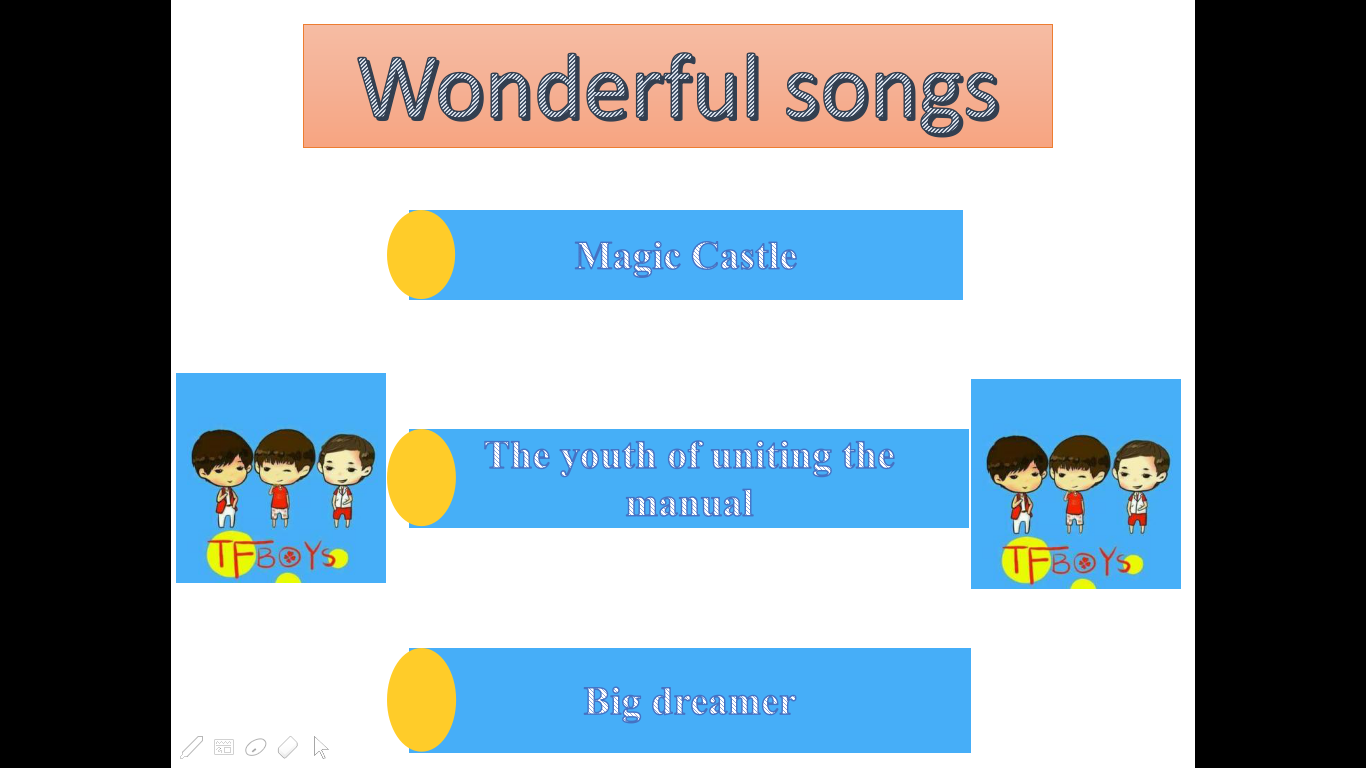 Wonderful songs
Magic Castle
The youth of uniting the
manual
TFBOYS
TFBOYS
Big dreamer